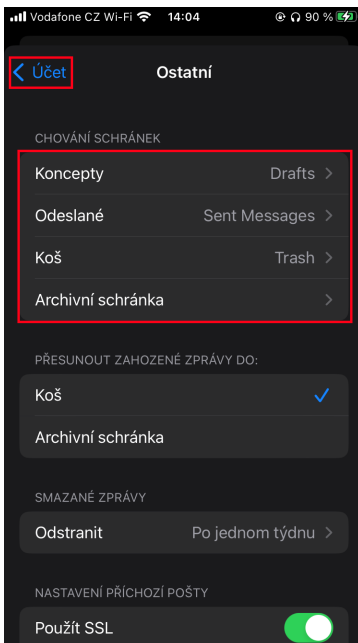 Vodafone CZ Wi-Fi 14:04 90 %
Účet Ostatní
CHOVÁNÍ SCHRÁNEK
Koncepty Drafts
Odeslané Sent Messages
Koš Trash
Archivní schránka
PŘESUNOUT ZAHOZENÉ ZPRÁVY DO:
Koš
Archivní schránka
SMAZANÉ ZPRÁVY
Odstranit Po jednom týdnu
NASTAVENÍ PŘÍCHOZÍ POŠTY
Použít SSL